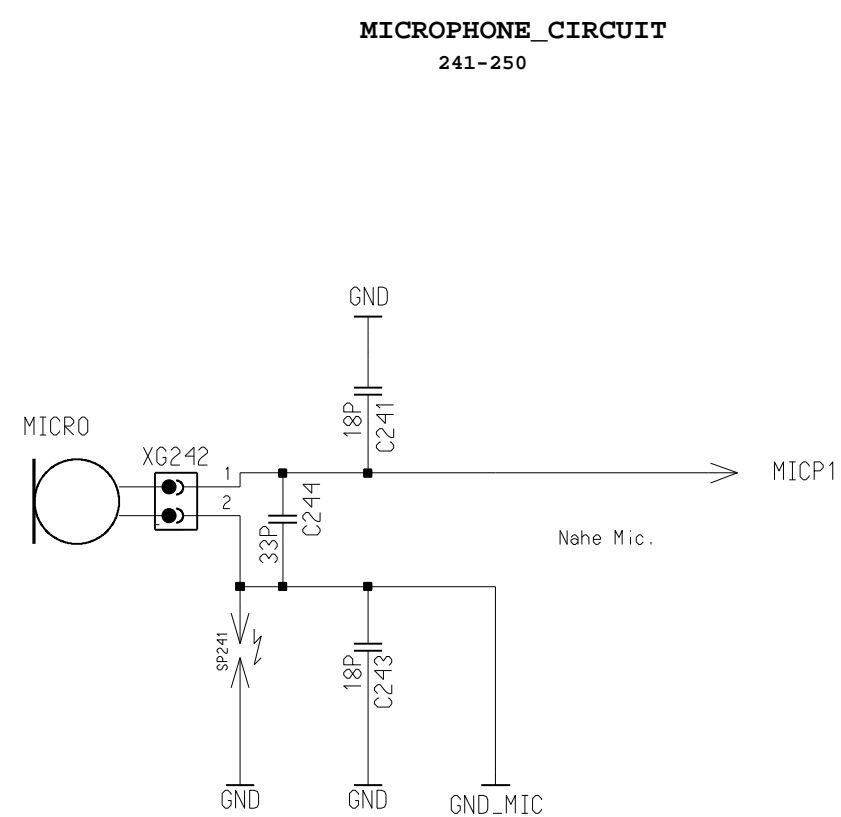 MICROPHONE_CIRCUIT
241-250
GND
18P
C241
MICRO
XG242
1
2
MICP1
33P
C244
Nahe Mic.
SP241
18P
C243
GND
GND
GND_MIC